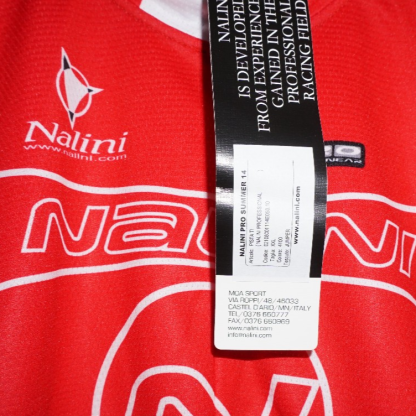 NALINI
IS DEVELOPED
FROM EXPERIENCE
GAINED IN THE
PROFESSIONAL
RACING FIELD
Nalini
www.nalini.com
NALINI PRO SUMMER 14
www.nalini.com
nalini
MOA SPORT
VIA ROPPI/48/46033
CASTEL D'ARIO/MN/ITALY
TEL/0376 660777
FAX/0376 660969
www.nalini.com
info@nalini.com